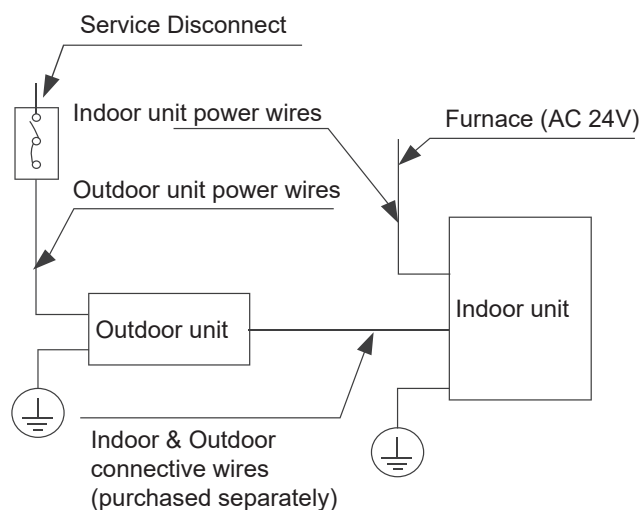 Service Disconnect
Indoor unit power wires
Furnace (AC 24V)
Outdoor unit power wires
Outdoor unit
Indoor unit
Indoor & Outdoor
connective wires
(purchased separately)